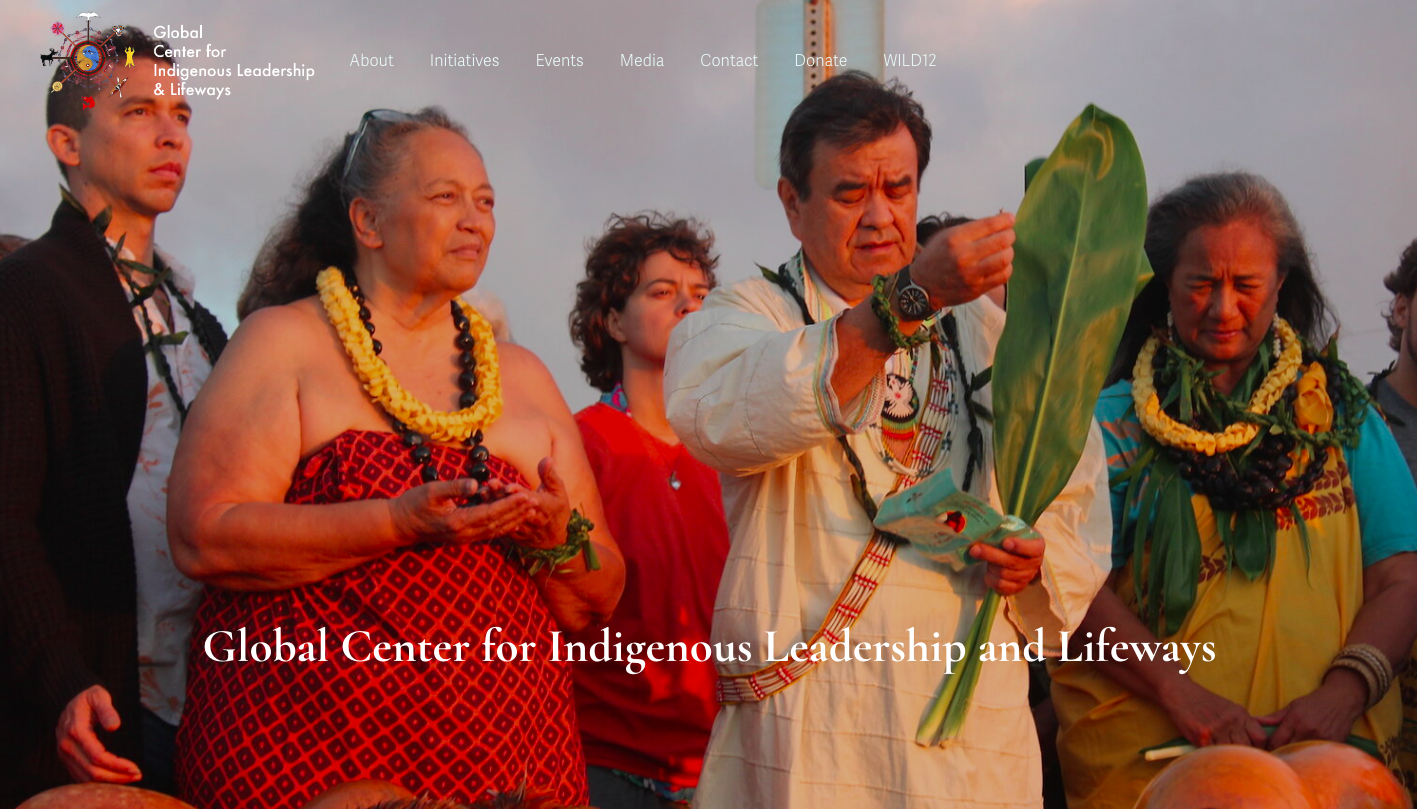 Global
Center for
Indigenous Leadership
& Lifeways
About Initiatives Events Media Contact Donate WILD12
Global Center for Indigenous Leadership and Lifeways